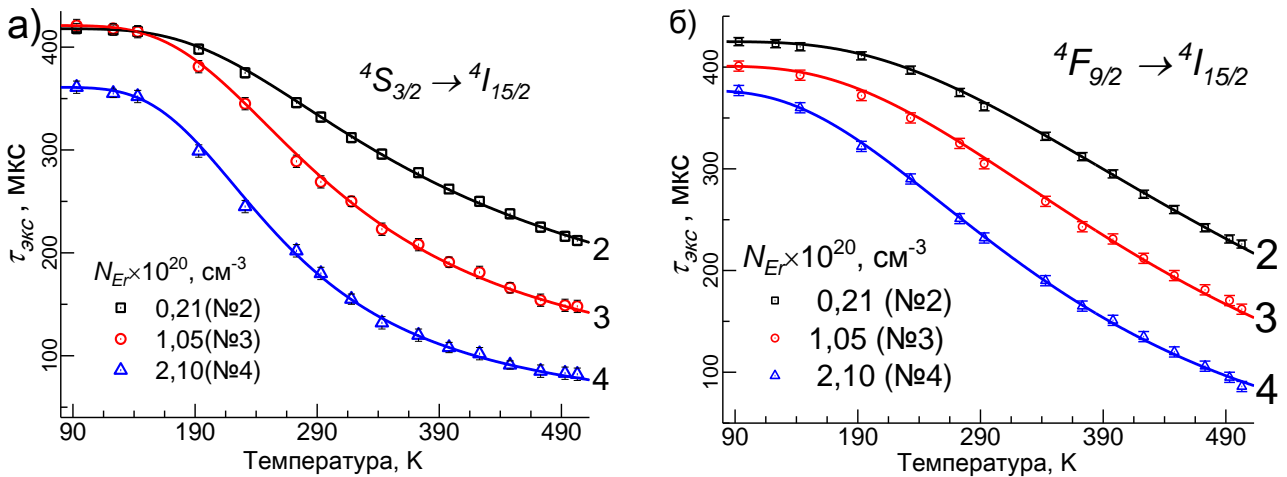 а)
400
300
200
100
τэкс , мкс
⁴S₃/₂ → ⁴I₁₅/₂
N_Er×10²⁰, см⁻³
0,21(№2)
1,05(№3)
2,10(№4)
2
3
4
90 190 290 390 490
Температура, K
б)
400
300
200
100
τэкс , мкс
⁴F₉/₂ → ⁴I₁₅/₂
N_Er×10²⁰, см⁻³
0,21 (№2)
1,05 (№3)
2,10 (№4)
2
3
4
90 190 290 390 490
Температура, K